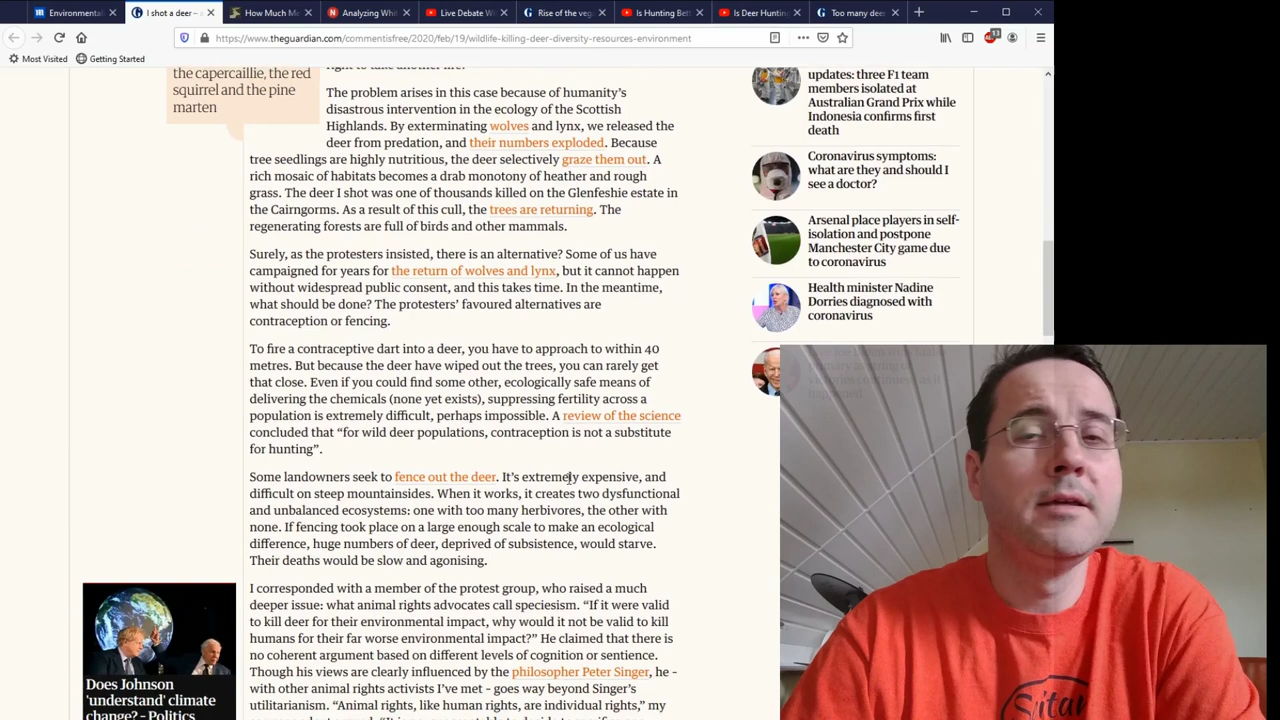 Environmental
I shot a deer – a
How Much Me
Analyzing Whi
Live Debate Wi
Rise of the veg
Is Hunting Bett
Is Deer Hunting
Too many deer
https://www.theguardian.com/commentisfree/2020/feb/19/wildlife-killing-deer-diversity-resources-environment
13
Most Visited
Getting Started
the capercaillie, the red
squirrel and the pine
marten
right to take another life?
The problem arises in this case because of humanity’s
disastrous intervention in the ecology of the Scottish
Highlands. By exterminating wolves and lynx, we released the
deer from predation, and their numbers exploded. Because
tree seedlings are highly nutritious, the deer selectively graze them out. A
rich mosaic of habitats becomes a drab monotony of heather and rough
grass. The deer I shot was one of thousands killed on the Glenfeshie estate in
the Cairngorms. As a result of this cull, the trees are returning. The
regenerating forests are full of birds and other mammals.
Surely, as the protesters insisted, there is an alternative? Some of us have
campaigned for years for the return of wolves and lynx, but it cannot happen
without widespread public consent, and this takes time. In the meantime,
what should be done? The protesters’ favoured alternatives are
contraception or fencing.
To fire a contraceptive dart into a deer, you have to approach to within 40
metres. But because the deer have wiped out the trees, you can rarely get
that close. Even if you could find some other, ecologically safe means of
delivering the chemicals (none yet exists), suppressing fertility across a
population is extremely difficult, perhaps impossible. A review of the science
concluded that “for wild deer populations, contraception is not a substitute
for hunting”.
Some landowners seek to fence out the deer. It’s extremely expensive, and
difficult on steep mountainsides. When it works, it creates two dysfunctional
and unbalanced ecosystems: one with too many herbivores, the other with
none. If fencing took place on a large enough scale to make an ecological
difference, huge numbers of deer, deprived of subsistence, would starve.
Their deaths would be slow and agonising.
I corresponded with a member of the protest group, who raised a much
deeper issue: what animal rights advocates call speciesism. “If it were valid
to kill deer for their environmental impact, why would it not be valid to kill
humans for their far worse environmental impact?” He claimed that there is
no coherent argument based on different levels of cognition or sentience.
Though his views are clearly influenced by the philosopher Peter Singer, he –
with other animal rights activists I’ve met – goes way beyond Singer’s
utilitarianism. “Animal rights, like human rights, are individual rights,” my
updates: three F1 team
members isolated at
Australian Grand Prix while
Indonesia confirms first
death
Coronavirus symptoms:
what are they and should I
see a doctor?
Arsenal place players in self-
isolation and postpone
Manchester City game due
to coronavirus
Health minister Nadine
Dorries diagnosed with
coronavirus
Does Johnson
'understand' climate
change? – Politics